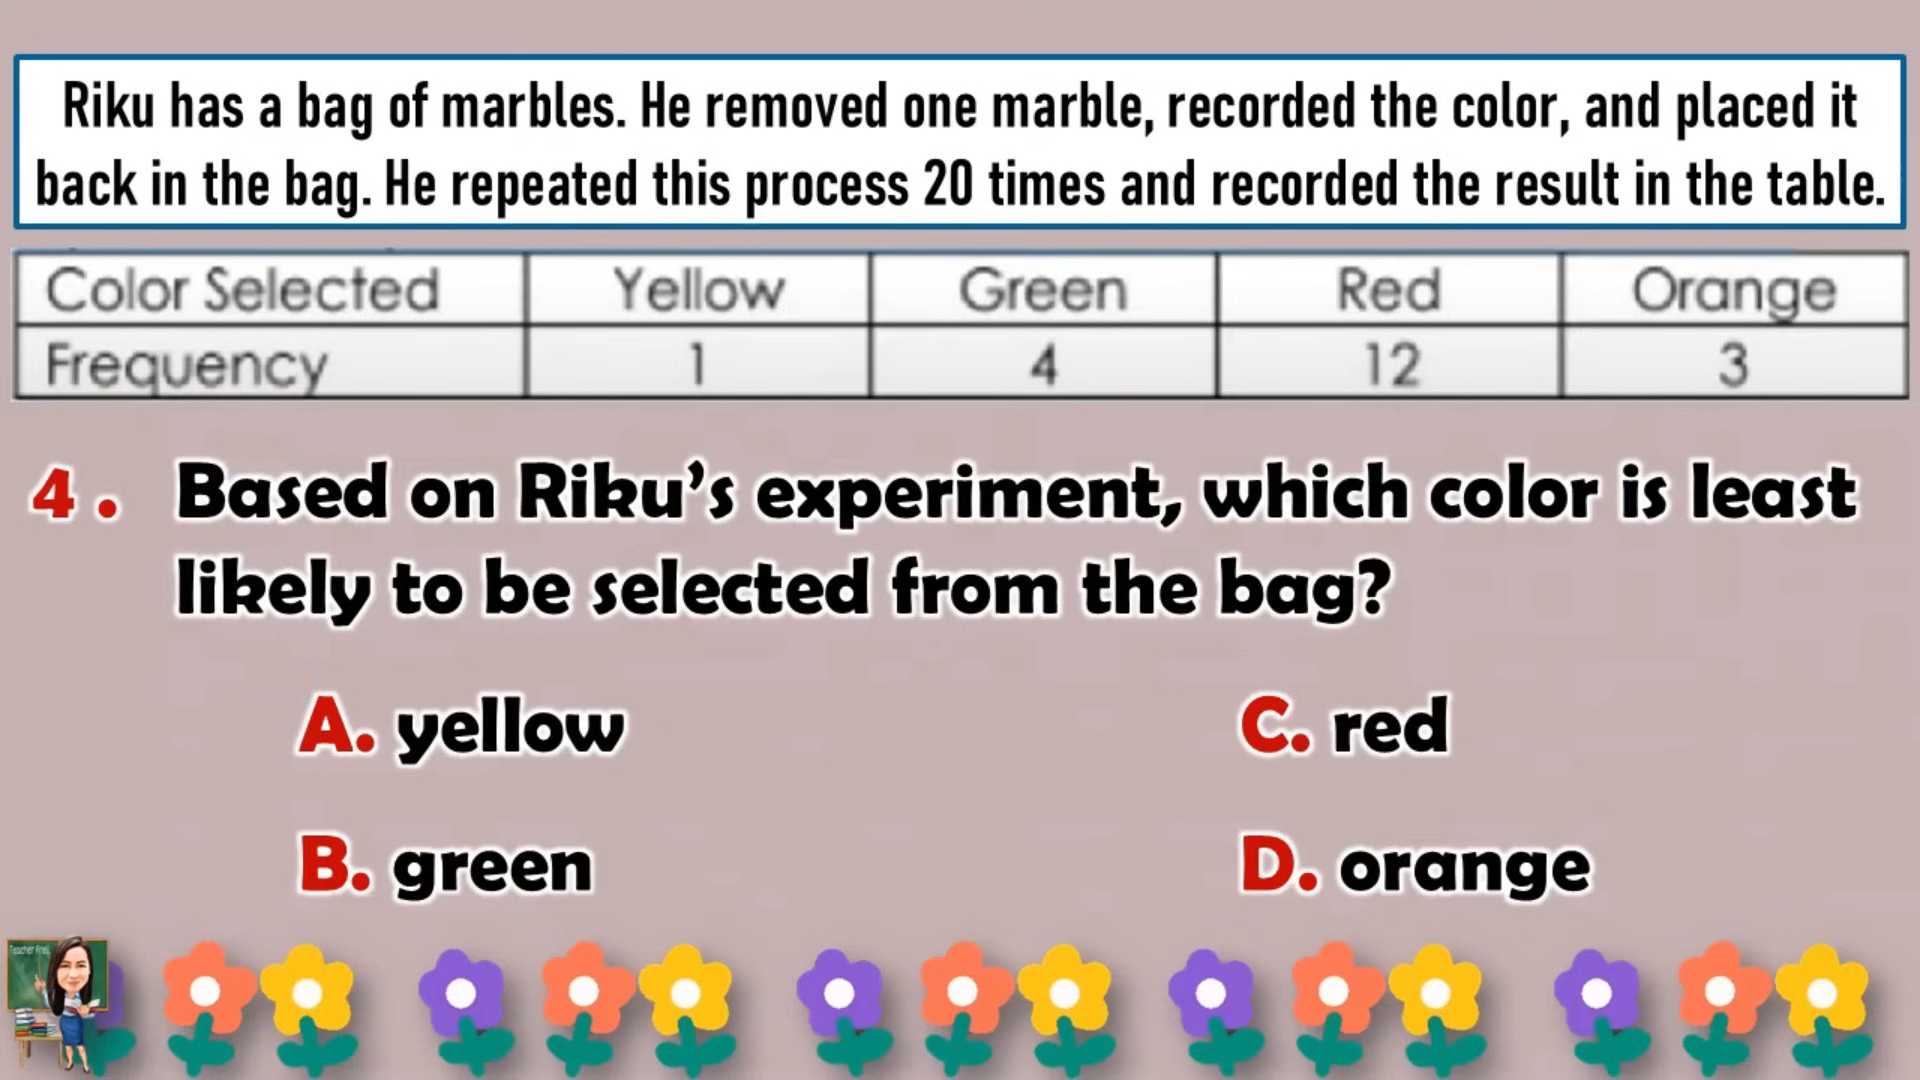 Riku has a bag of marbles. He removed one marble, recorded the color, and placed it
back in the bag. He repeated this process 20 times and recorded the result in the table.
Color Selected Yellow Green Red Orange
Frequency 1 4 12 3
4. Based on Riku's experiment, which color is least
likely to be selected from the bag?
A. yellow C. red
B. green D. orange